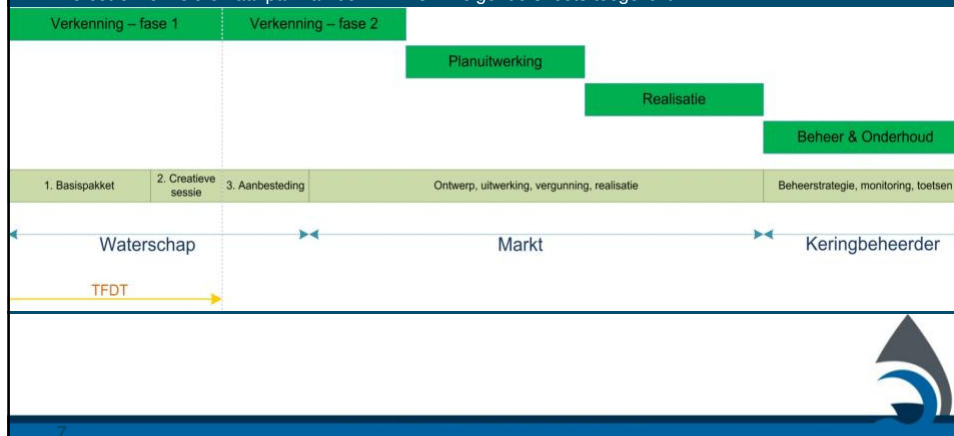 Verkenning – fase 1
Verkenning – fase 2
Planuitwerking
Realisatie
Beheer & Onderhoud
1. Basispakket
2. Creatieve
sessie
3. Aanbesteding
Ontwerp, uitwerking, vergunning, realisatie
Beheerstrategie, monitoring, toetsen
Waterschap
Markt
Keringbeheerder
TFDT
7